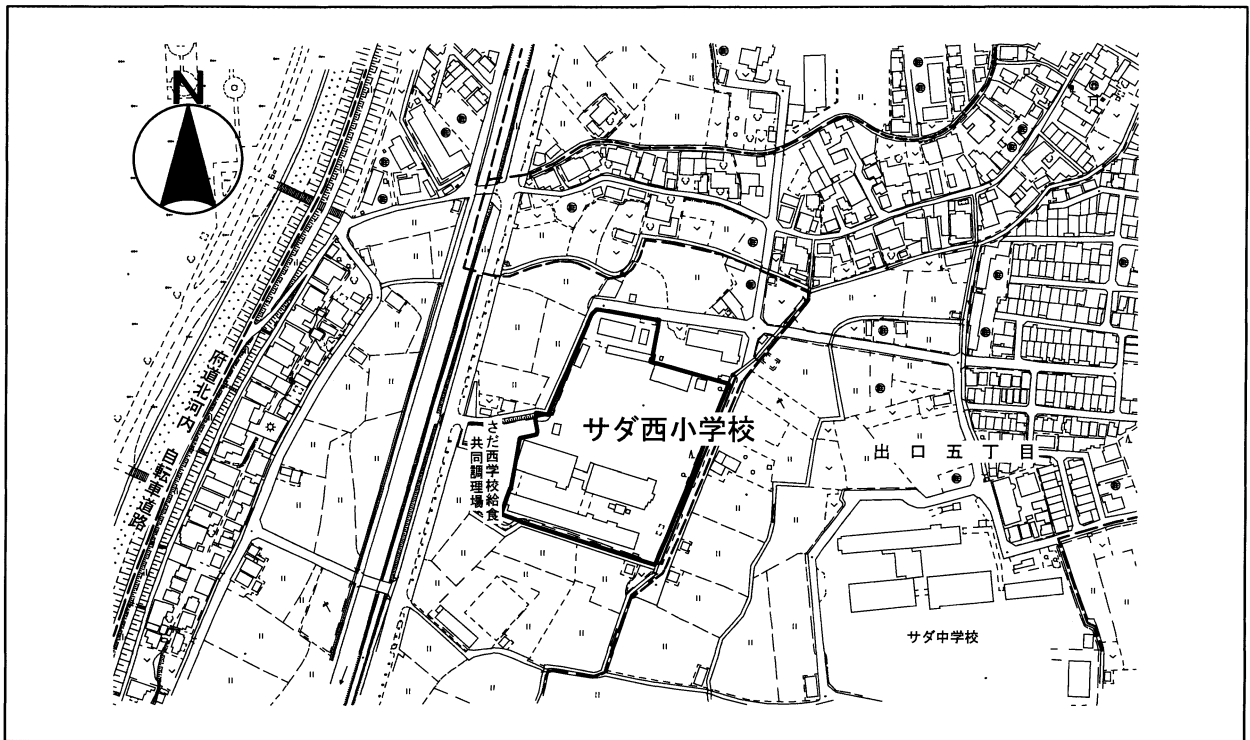 N
府道北河内 自転車道路
さだ西学校給食
共同調理場
サダ西小学校
出口五丁目
サダ中学校